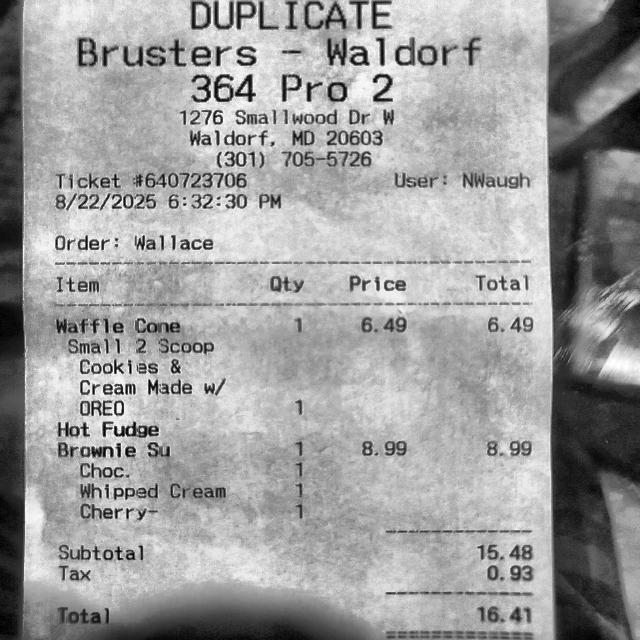 DUPLICATE
Brusters - Waldorf
364 Pro 2
1276 Smallwood Dr W
Waldorf, MD 20603
(301) 705-5726
Ticket #640723706 User: NWaugh
8/22/2025 6:32:30 PM
Order: Wallace
Item Qty Price Total
Waffle Cone 1 6.49 6.49
Small 2 Scoop
Cookies &
Cream Made w/
OREO 1
Hot Fudge
Brownie Su 1 8.99 8.99
Choc. 1
Whipped Cream 1
Cherry- 1
Subtotal 15.48
Tax 0.93
Total 16.41